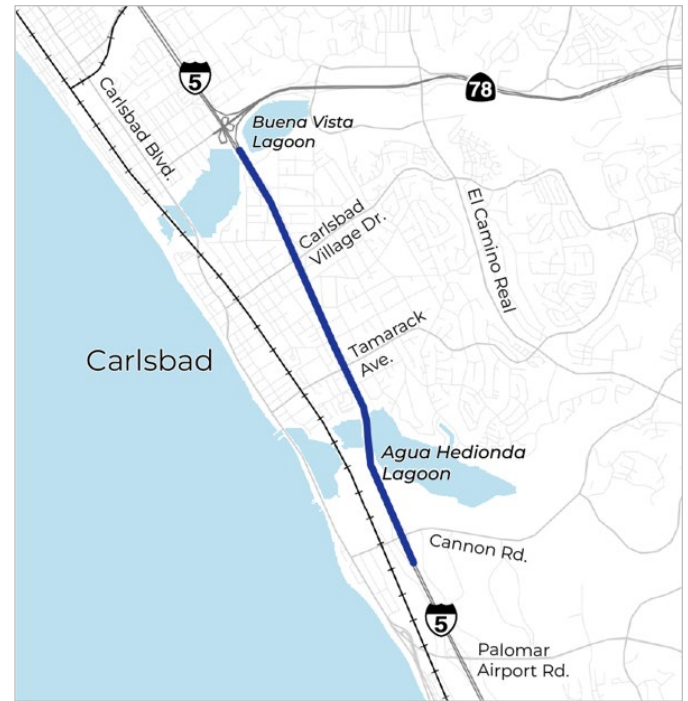 5
78
Buena Vista
Lagoon
Carlsbad Blvd.
Carlsbad
Village Dr.
El Camino Real
Tamarack
Ave.
Carlsbad
Agua Hedionda
Lagoon
Cannon Rd.
5
Palomar
Airport Rd.